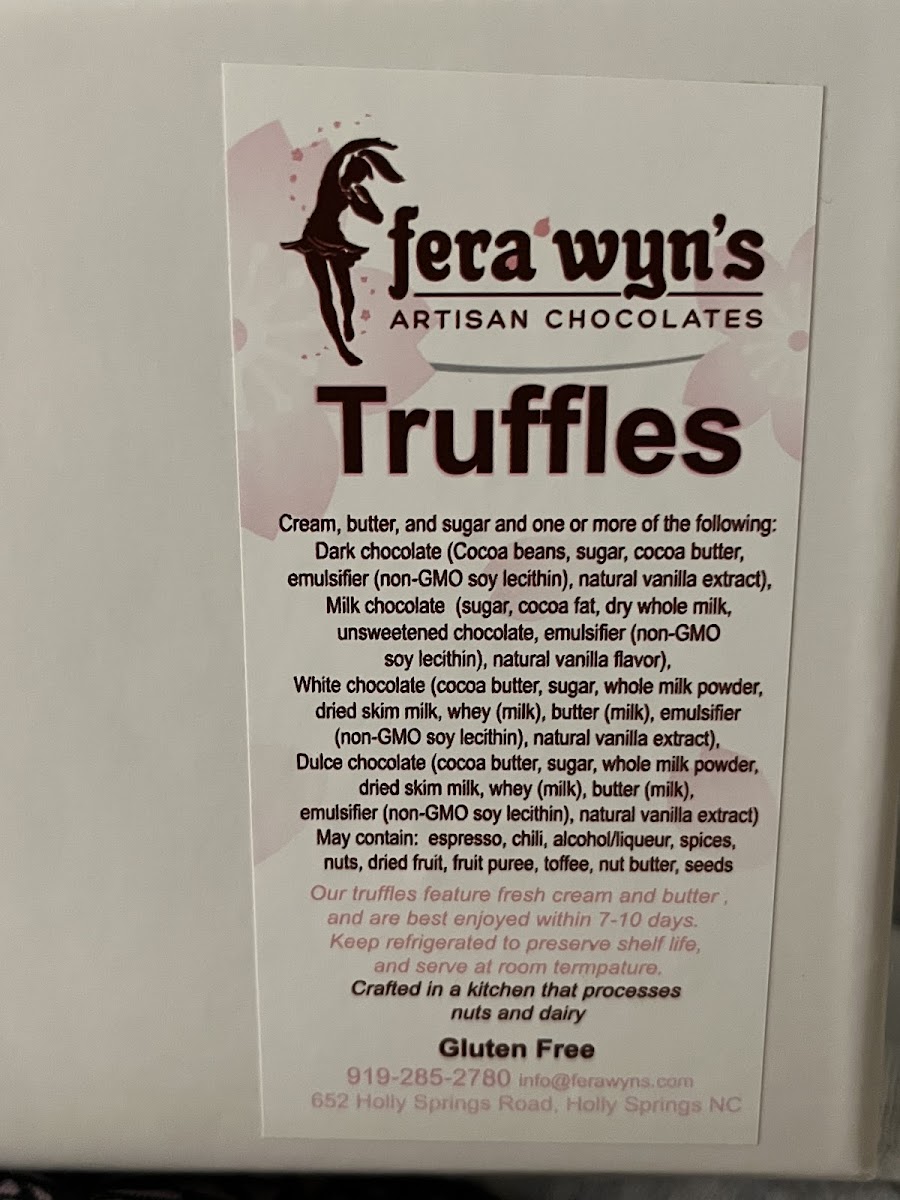 fera wyn's
ARTISAN CHOCOLATES
Truffles
Cream, butter, and sugar and one or more of the following:
Dark chocolate (Cocoa beans, sugar, cocoa butter,
emulsifier (non-GMO soy lecithin), natural vanilla extract),
Milk chocolate (sugar, cocoa fat, dry whole milk,
unsweetened chocolate, emulsifier (non-GMO
soy lecithin), natural vanilla flavor),
White chocolate (cocoa butter, sugar, whole milk powder,
dried skim milk, whey (milk), butter (milk), emulsifier
(non-GMO soy lecithin), natural vanilla extract),
Dulce chocolate (cocoa butter, sugar, whole milk powder,
dried skim milk, whey (milk), butter (milk),
emulsifier (non-GMO soy lecithin), natural vanilla extract)
May contain: espresso, chili, alcohol/liqueur, spices,
nuts, dried fruit, fruit puree, toffee, nut butter, seeds
Our truffles feature fresh cream and butter ,
and are best enjoyed within 7-10 days.
Keep refrigerated to preserve shelf life,
and serve at room termpature.
Crafted in a kitchen that processes
nuts and dairy
Gluten Free
919-285-2780 info@ferawyns.com
652 Holly Springs Road, Holly Springs NC